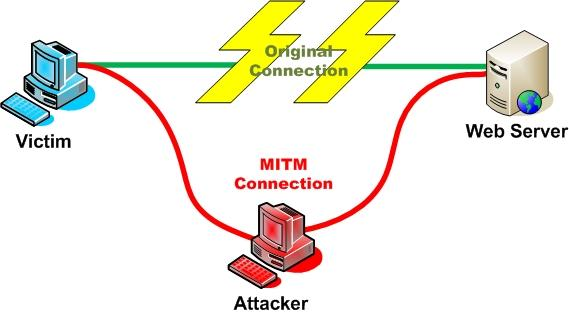 Original
Connection
Victim
Web Server
MITM
Connection
Attacker